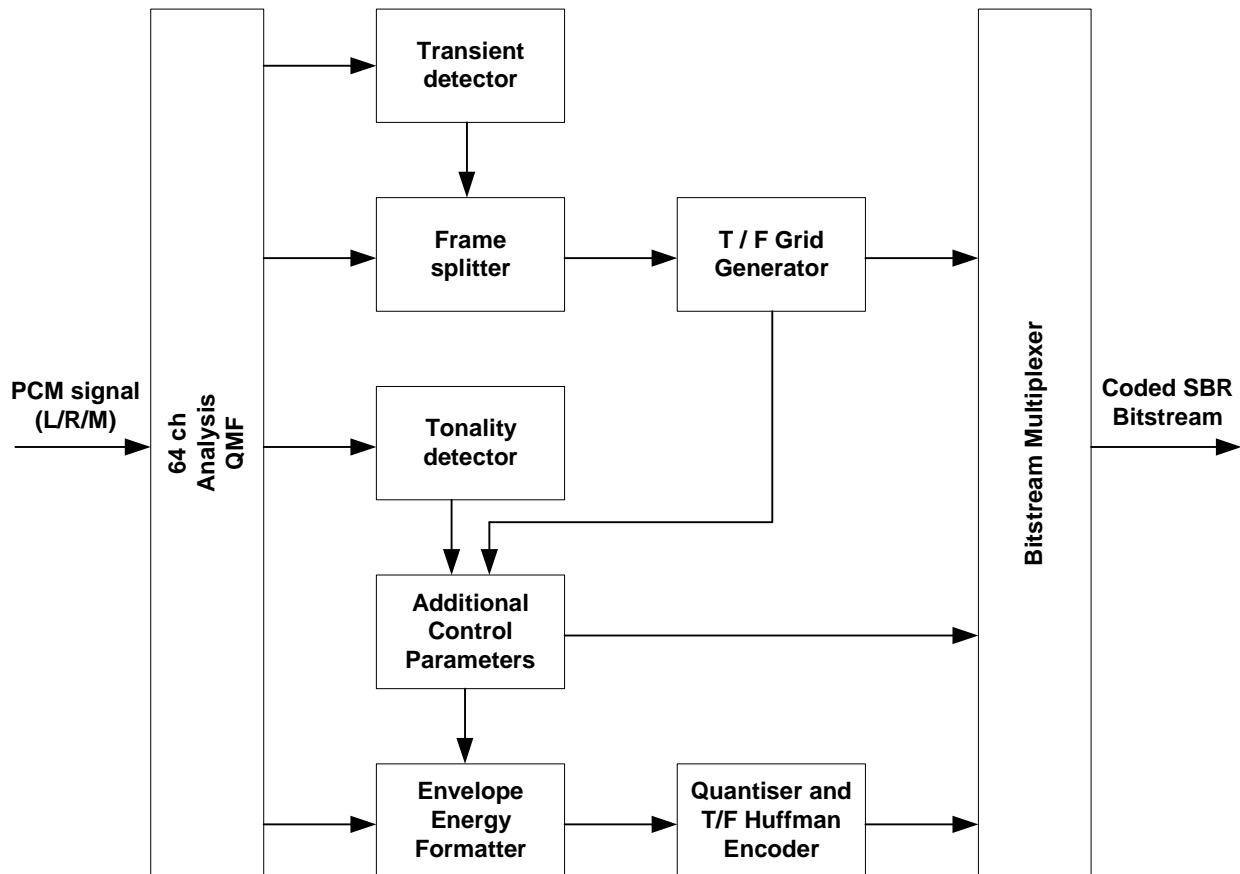 Transient
detector
Frame
splitter
T / F Grid
Generator
PCM signal
(L/R/M)
64 ch
Analysis
QMF
Tonality
detector
Bitstream Multiplexer
Coded SBR
Bitstream
Additional
Control
Parameters
Envelope
Energy
Formatter
Quantiser and
T/F Huffman
Encoder